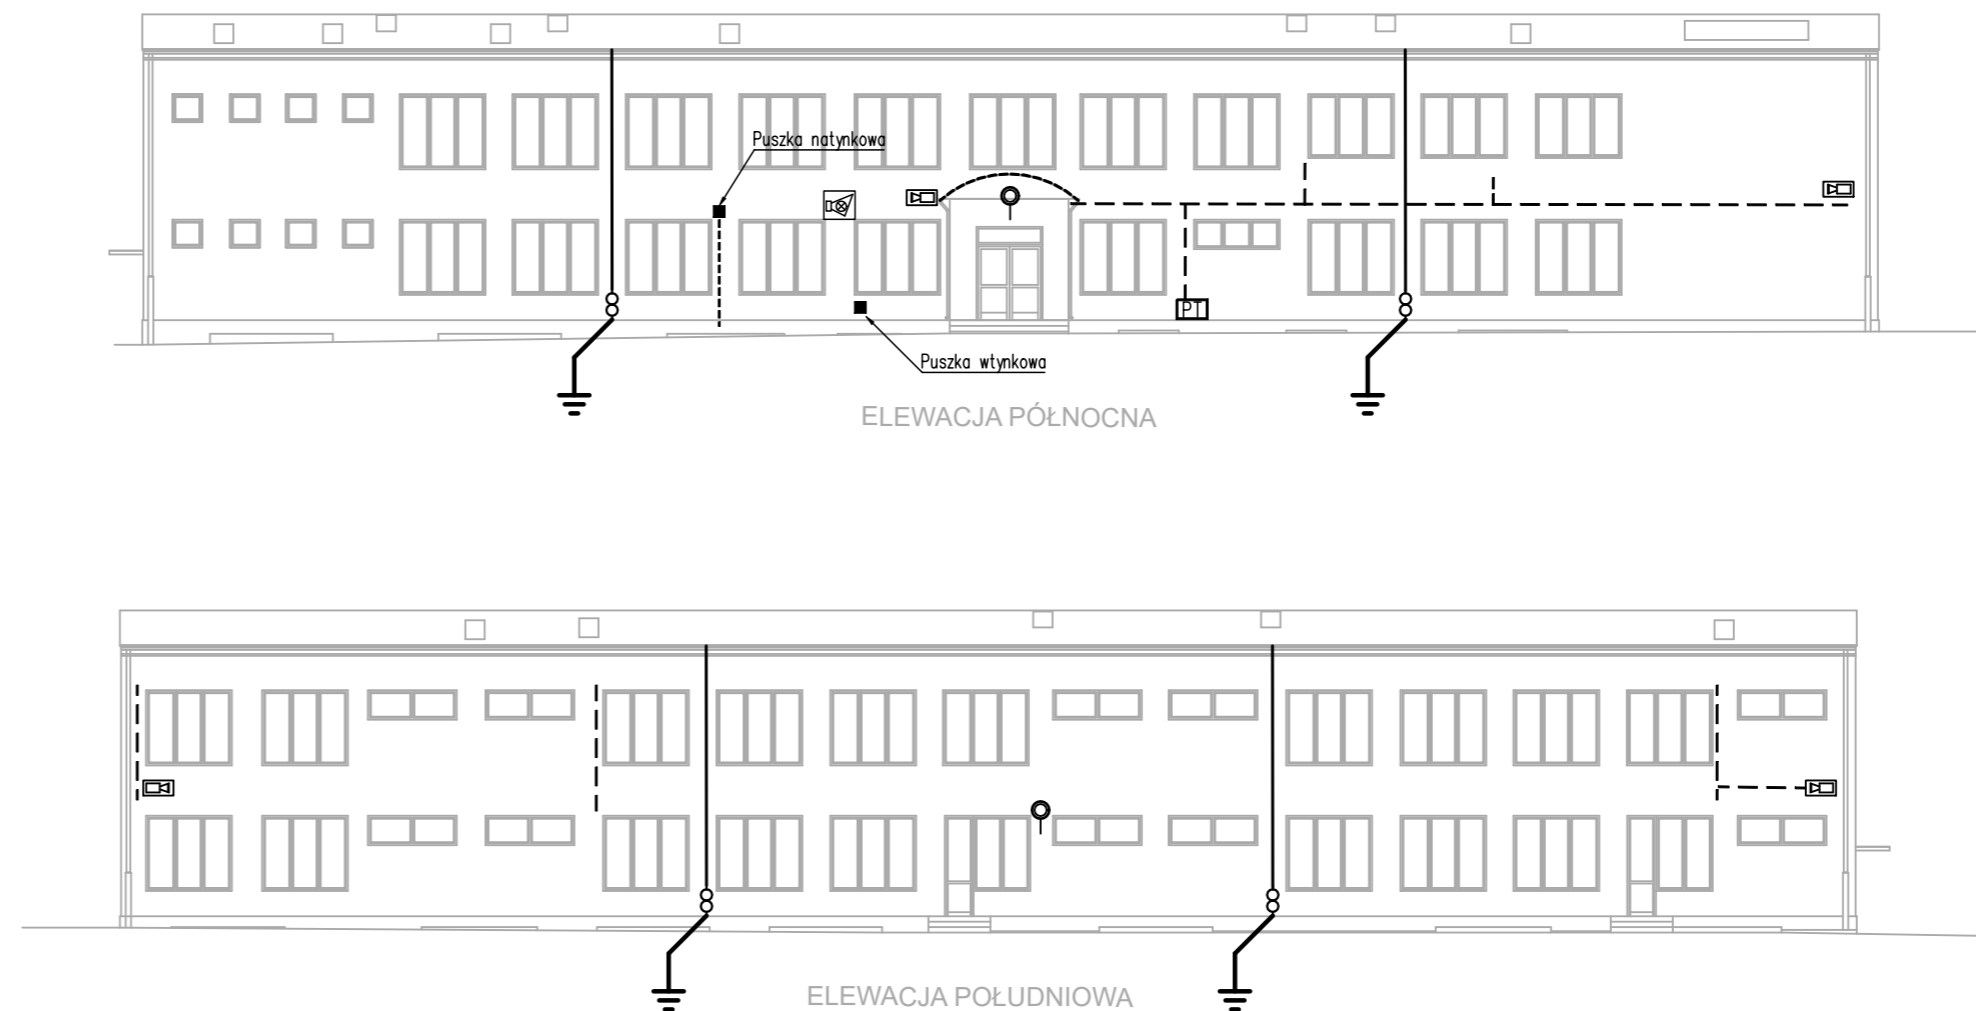 Puszka natynkowa
PT
Puszka wtynkowa
ELEWACJA PÓŁNOCNA
ELEWACJA POŁUDNIOWA